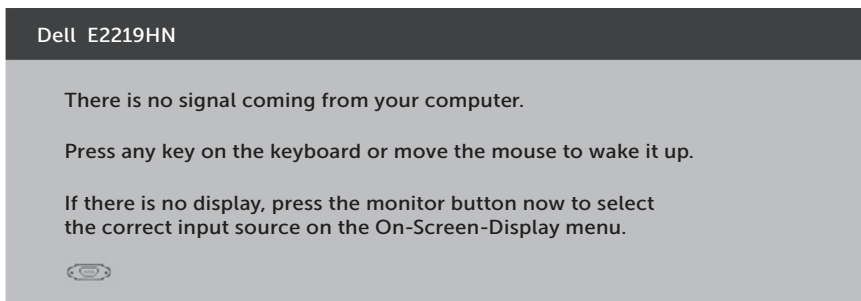 Dell E2219HN
There is no signal coming from your computer.
Press any key on the keyboard or move the mouse to wake it up.
If there is no display, press the monitor button now to select
the correct input source on the On-Screen-Display menu.